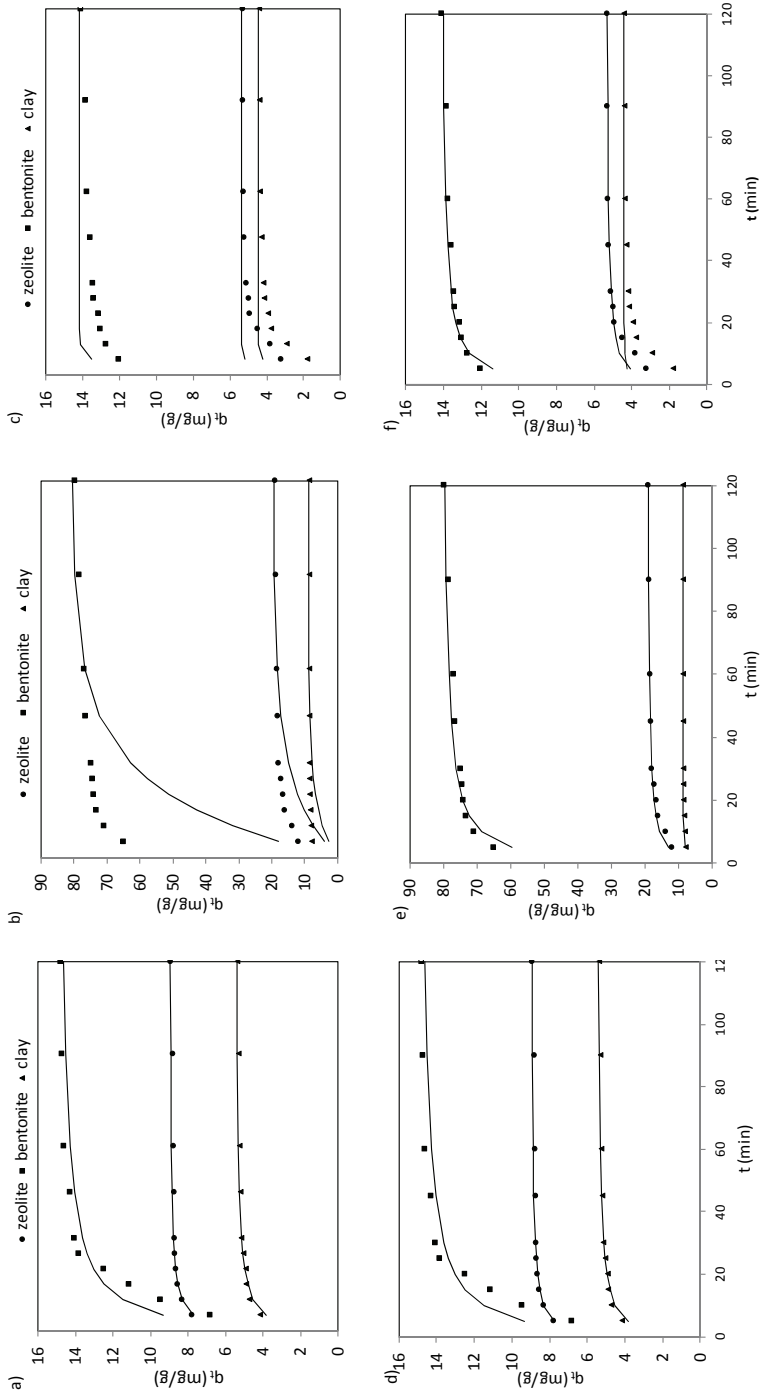 a)
● zeolite ■ bentonite ▲ clay
16
14
12
10
8
6
4
2
0
qₜ (mg/g)
b)
● zeolite ■ bentonite ▲ clay
90
80
70
60
50
40
30
20
10
0
qₜ (mg/g)
c)
● zeolite ■ bentonite ▲ clay
16
14
12
10
8
6
4
2
0
qₜ (mg/g)
d)
16
14
12
10
8
6
4
2
0
qₜ (mg/g)
0 20 40 60 80 100 12
t (min)
e)
90
80
70
60
50
40
30
20
10
0
qₜ (mg/g)
0 20 40 60 80 100 120
t (min)
f)
16
14
12
10
8
6
4
2
0
qₜ (mg/g)
0 20 40 60 80 100 120
t (min)